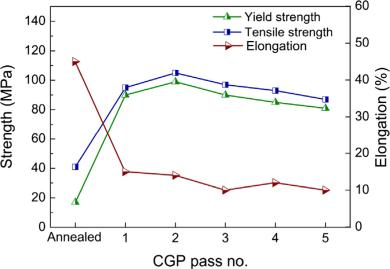 Yield strength
Tensile strength
Elongation
Strength (MPa)
140
120
100
80
60
40
20
0
Elongation (%)
60
50
40
30
20
10
0
Annealed 1 2 3 4 5
CGP pass no.